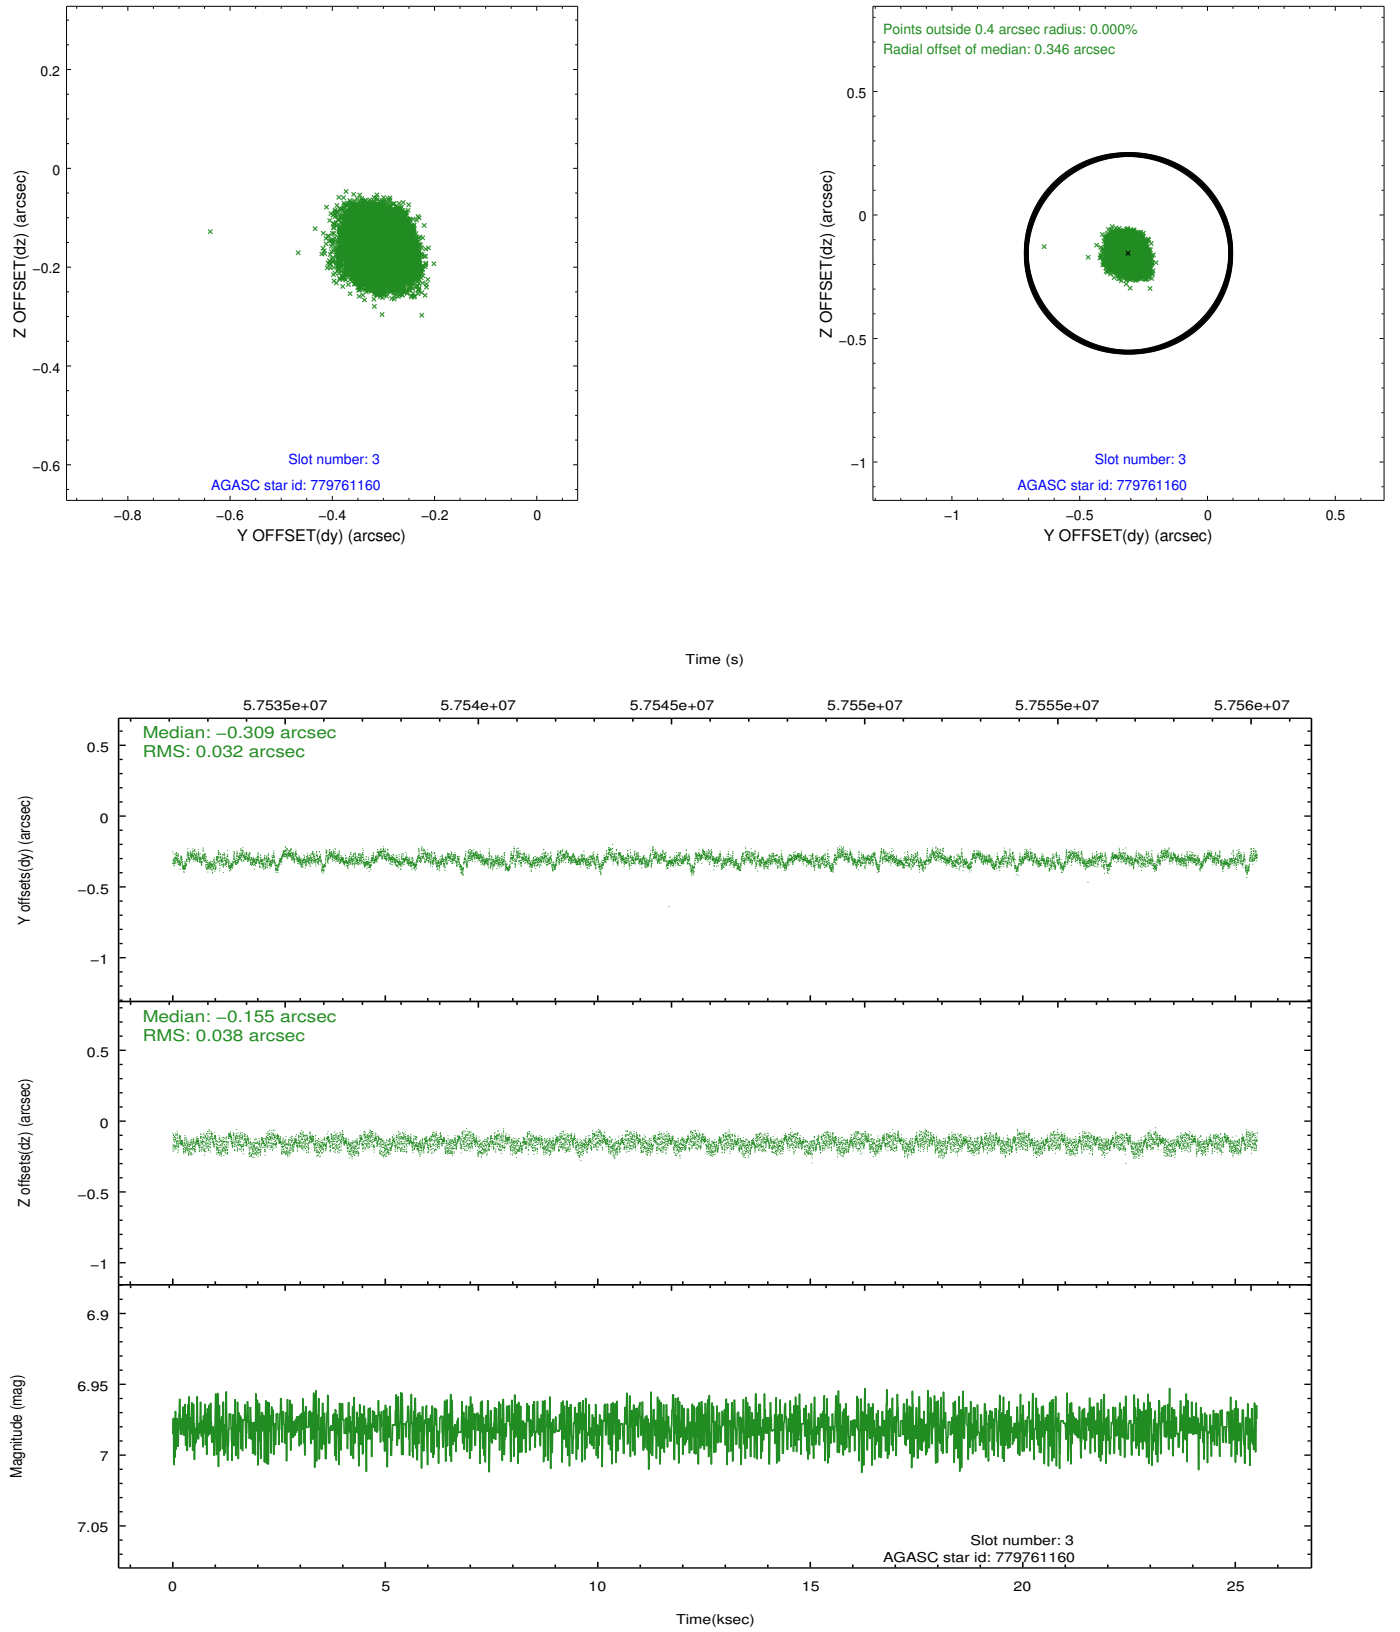 0.2
0
−0.2
−0.4
−0.6
Z OFFSET(dz) (arcsec)
Slot number: 3
AGASC star id: 779761160
−0.8
−0.6
−0.4
−0.2
0
Y OFFSET(dy) (arcsec)
Points outside 0.4 arcsec radius: 0.000%
Radial offset of median: 0.346 arcsec
0.5
0
−0.5
−1
Z OFFSET(dz) (arcsec)
Slot number: 3
AGASC star id: 779761160
−1
−0.5
0
0.5
Y OFFSET(dy) (arcsec)
Time (s)
5.7535e+07
5.754e+07
5.7545e+07
5.755e+07
5.7555e+07
5.756e+07
Median: −0.309 arcsec
RMS: 0.032 arcsec
0.5
0
−0.5
−1
Y offsets(dy) (arcsec)
Median: −0.155 arcsec
RMS: 0.038 arcsec
0.5
0
−0.5
−1
Z offsets(dz) (arcsec)
6.9
6.95
7
7.05
Magnitude (mag)
Slot number: 3
AGASC star id: 779761160
0
5
10
15
20
25
Time(ksec)